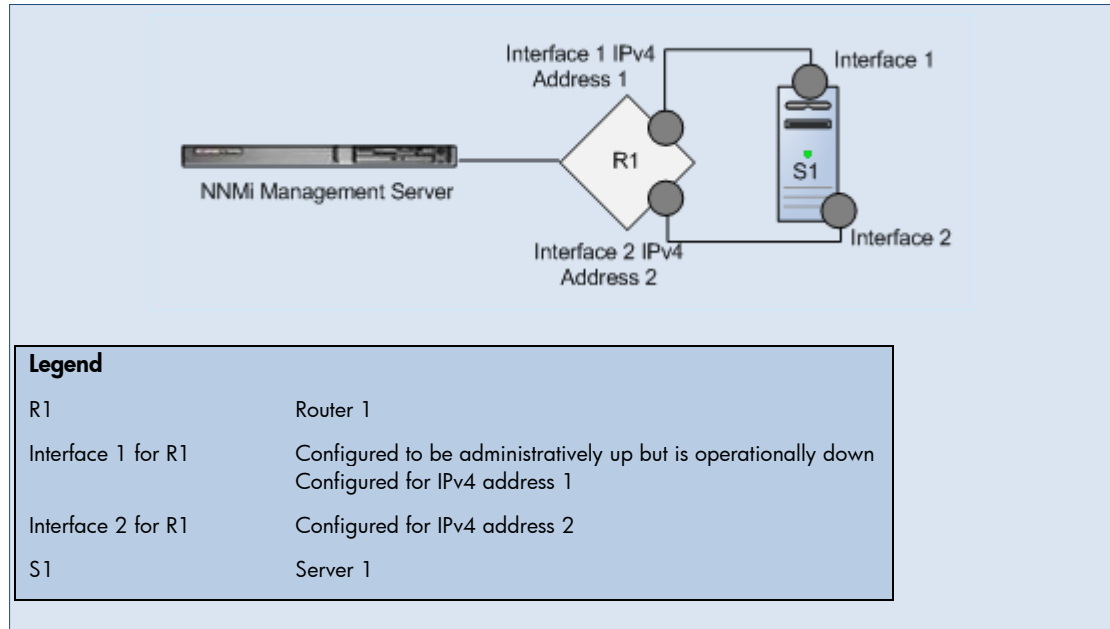 Interface 1 IPv4
Address 1
Interface 1
R1
S1
NNMi Management Server
Interface 2
Interface 2 IPv4
Address 2
Legend
R1 Router 1
Interface 1 for R1 Configured to be administratively up but is operationally down
Configured for IPv4 address 1
Interface 2 for R1 Configured for IPv4 address 2
S1 Server 1